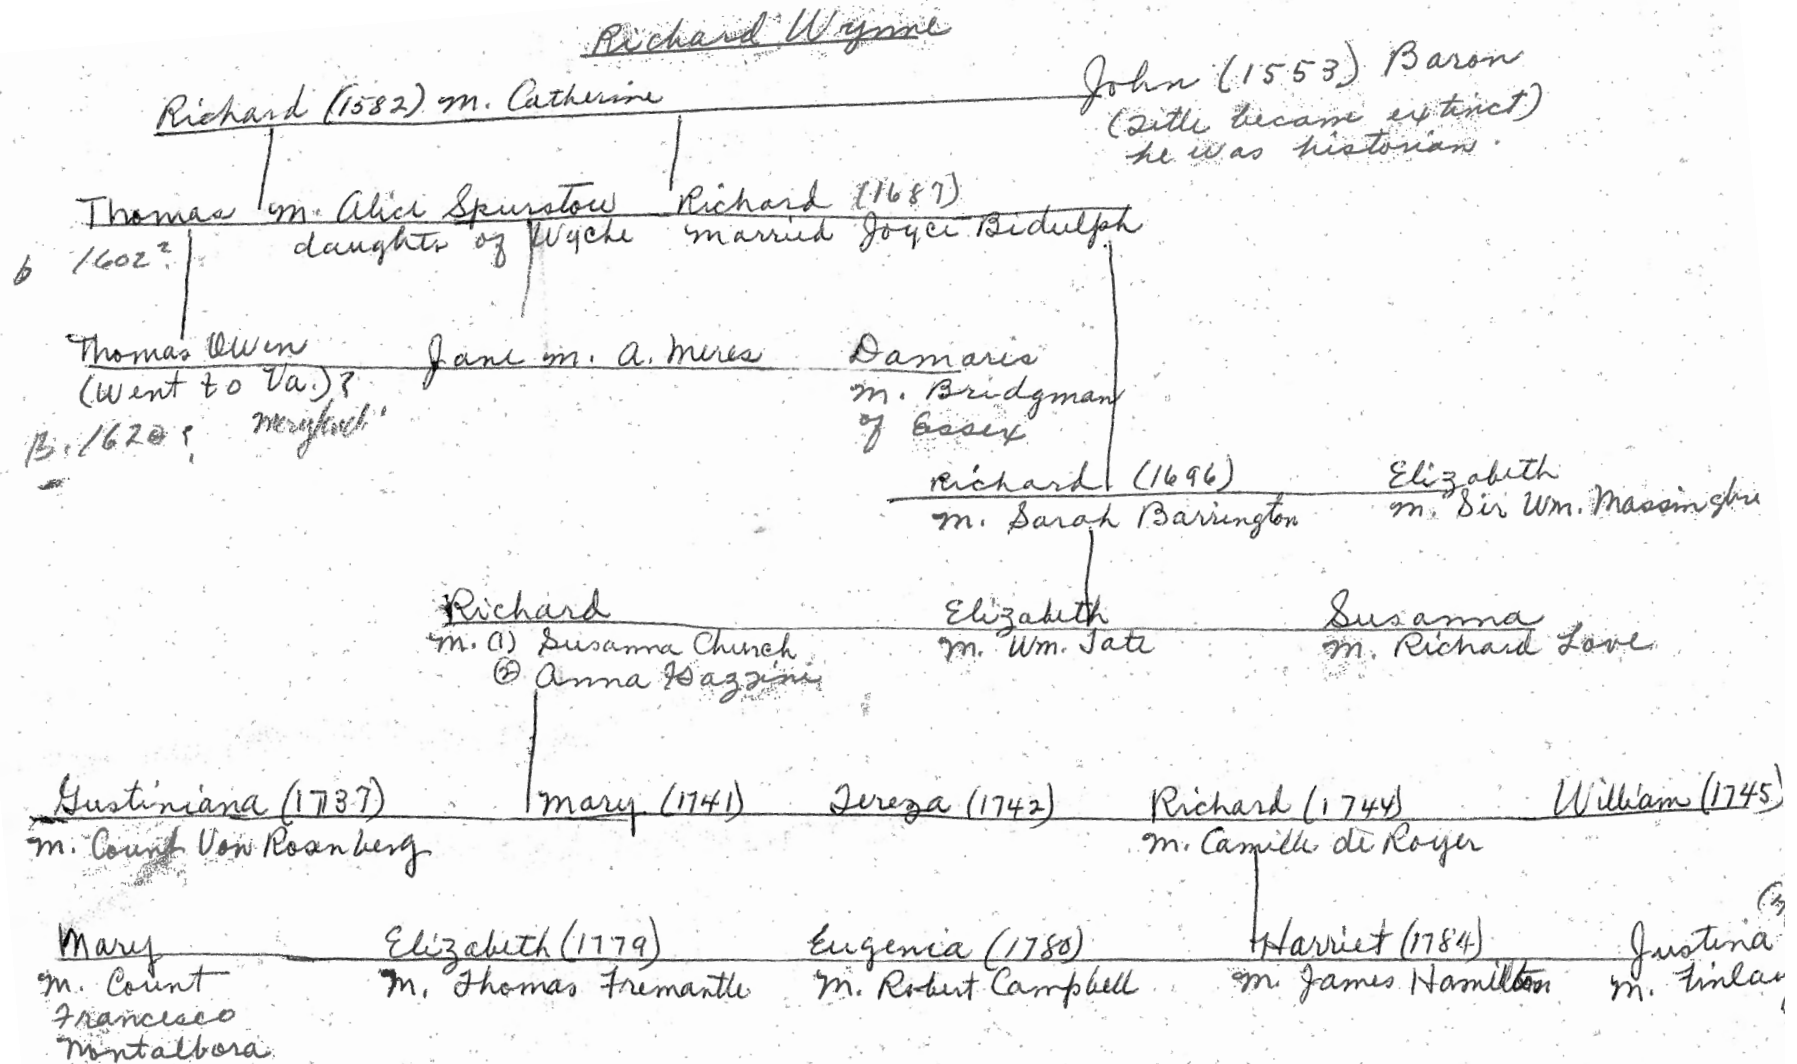 Richard Wynne
Richard (1582) m. Catherine
John (1553) Baron
(Title became extinct)
he was historian.
Thomas m. Alice Spurstow
daughter of Wyche
b 1602?
Richard (1687)
married Joyce Bidulph
Thomas Owen
(Went to Va.)?
B. 1620?
Jane m. A. Meres
Damaris
m. Bridgman
of Essex
Richard (1696)
m. Sarah Barrington
Elizabeth
m. Sir Wm.
Richard
m. (1) Susanna Church
(2) Anna Gazzini
Elizabeth
m. Wm. Tate
Susanna
m. Richard Love
Gustiniana (1737)
m. Count Von Rosenberg
Mary (1741)
Tereza (1742)
Richard (1744)
m. Camille de Royer
William (1745)
Mary
m. Count
Francesco
Montalbora
Elizabeth (1779)
m. Thomas Fremantle
Eugenia (1780)
m. Robert Campbell
Harriet (1784)
m. James Hamilton
Justina
m. Finlay